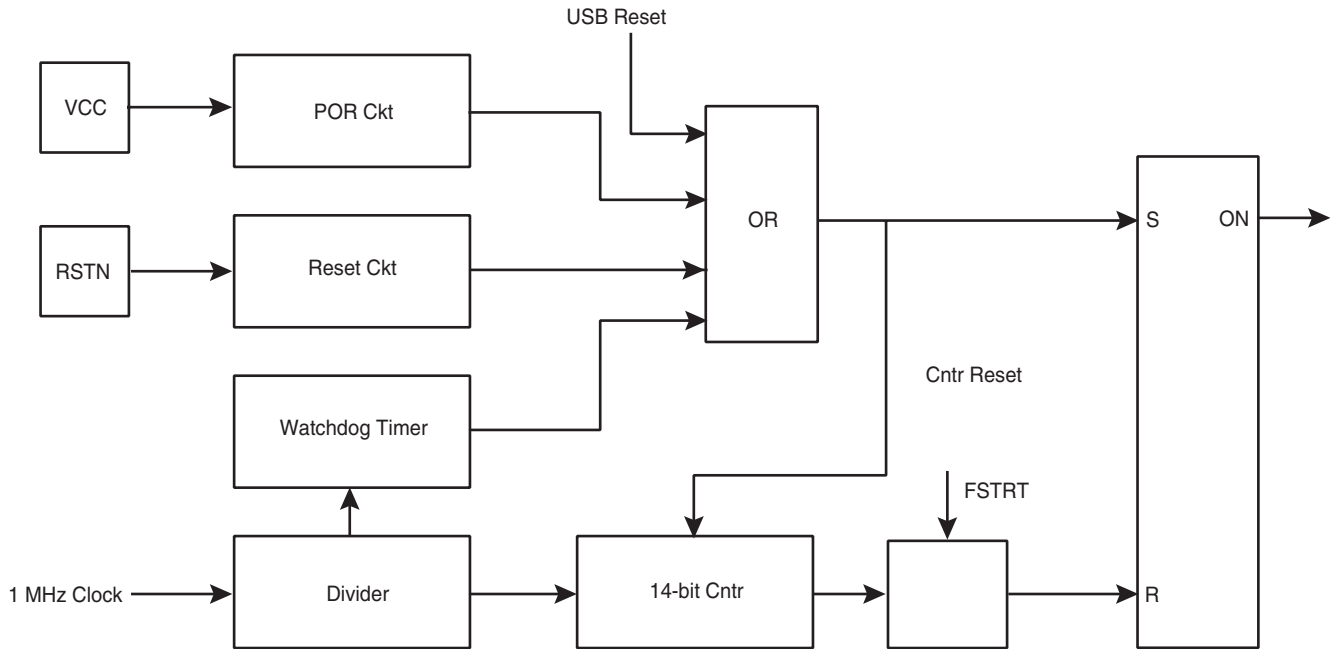 USB Reset
VCC
POR Ckt
OR
S
ON
RSTN
Reset Ckt
Cntr Reset
Watchdog Timer
FSTRT
1 MHz Clock
Divider
14-bit Cntr
R